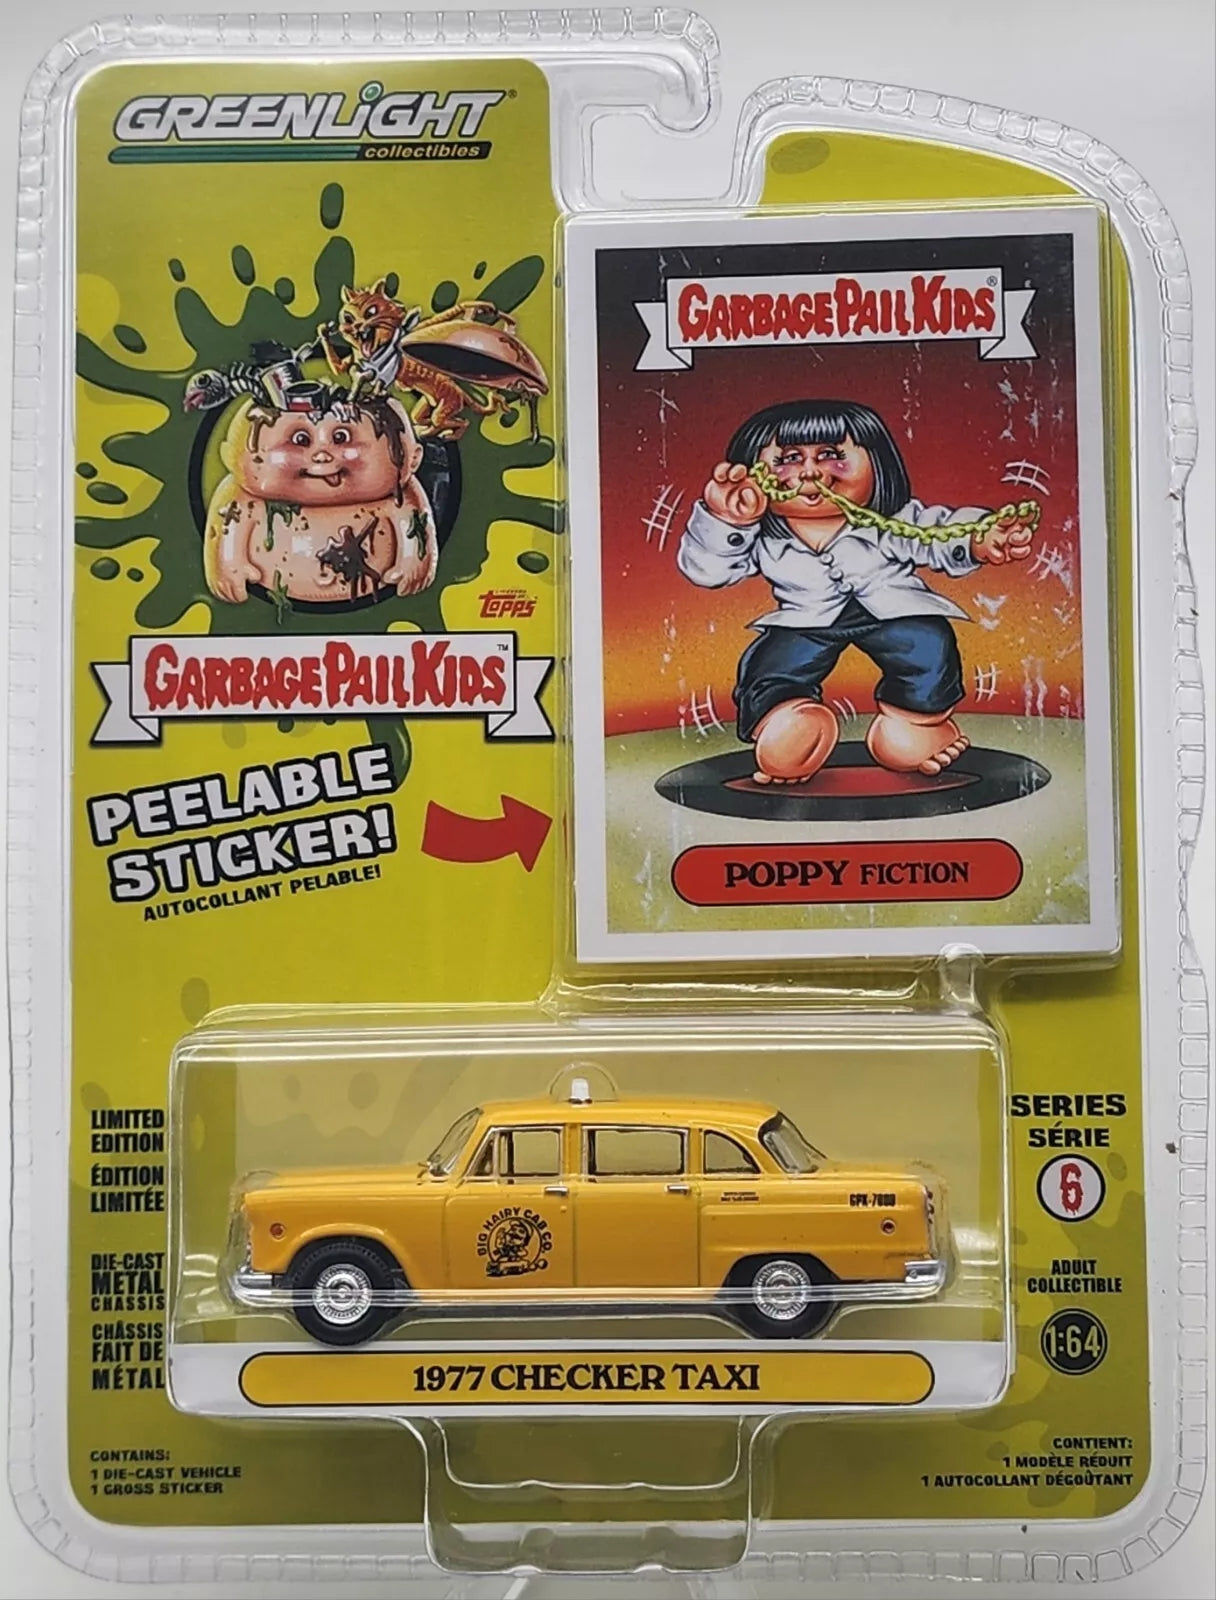 GREENLIGHT®
collectibles
GARBAGE PAIL KIDS®
topps
GARBAGE PAIL KIDS™
PEELABLE
STICKER!
AUTOCOLLANT PELABLE!
POPPY FICTION
LIMITED
EDITION
ÉDITION
LIMITÉE
DIE-CAST
METAL
CHASSIS
CHÂSSIS
FAIT DE
MÉTAL
BIG HAIRY CAB CO.
SERIES
SÉRIE
6
ADULT
COLLECTIBLE
1:64
1977 CHECKER TAXI
CONTAINS:
1 DIE-CAST VEHICLE
1 GROSS STICKER
CONTIENT:
1 MODÈLE RÉDUIT
1 AUTOCOLLANT DÉGOÛTANT